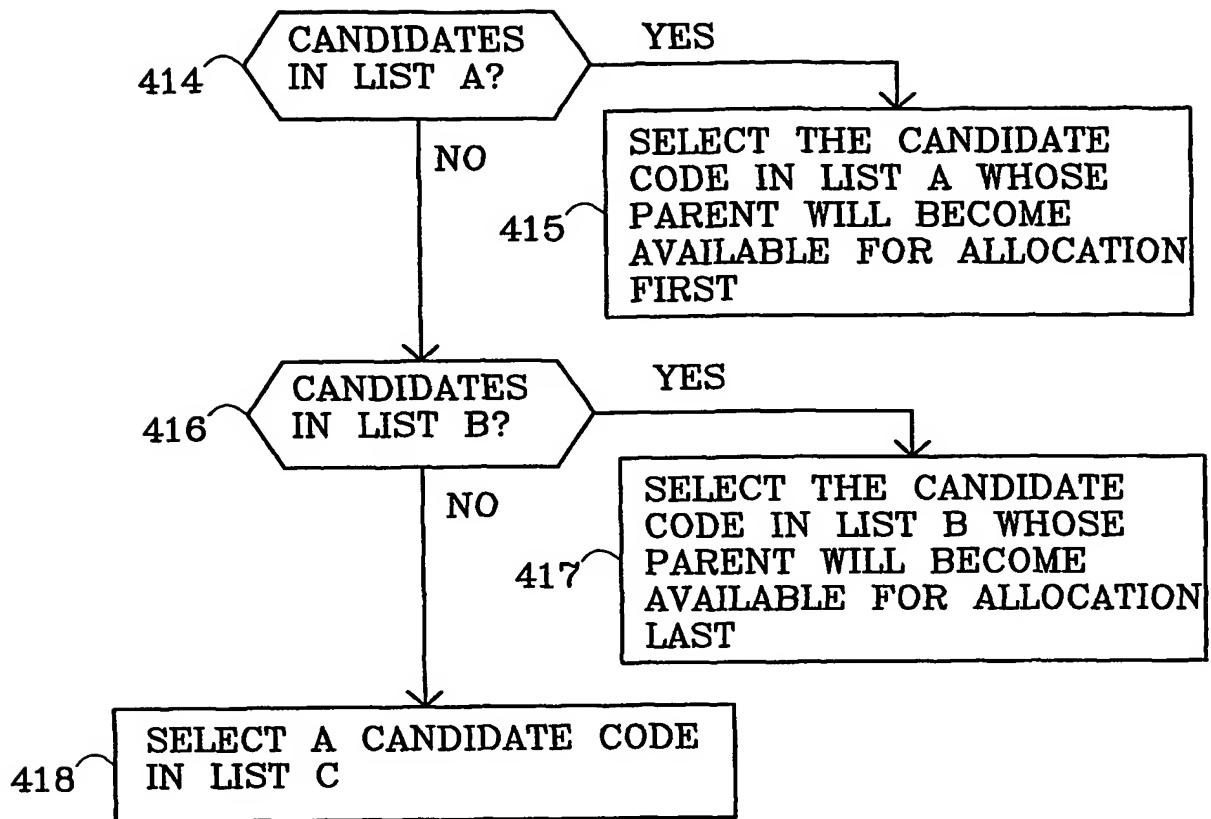 CANDIDATES
IN LIST A?
YES
414
NO
SELECT THE CANDIDATE
CODE IN LIST A WHOSE
PARENT WILL BECOME
AVAILABLE FOR ALLOCATION
FIRST
415
CANDIDATES
IN LIST B?
YES
416
NO
SELECT THE CANDIDATE
CODE IN LIST B WHOSE
PARENT WILL BECOME
AVAILABLE FOR ALLOCATION
LAST
417
SELECT A CANDIDATE CODE
IN LIST C
418